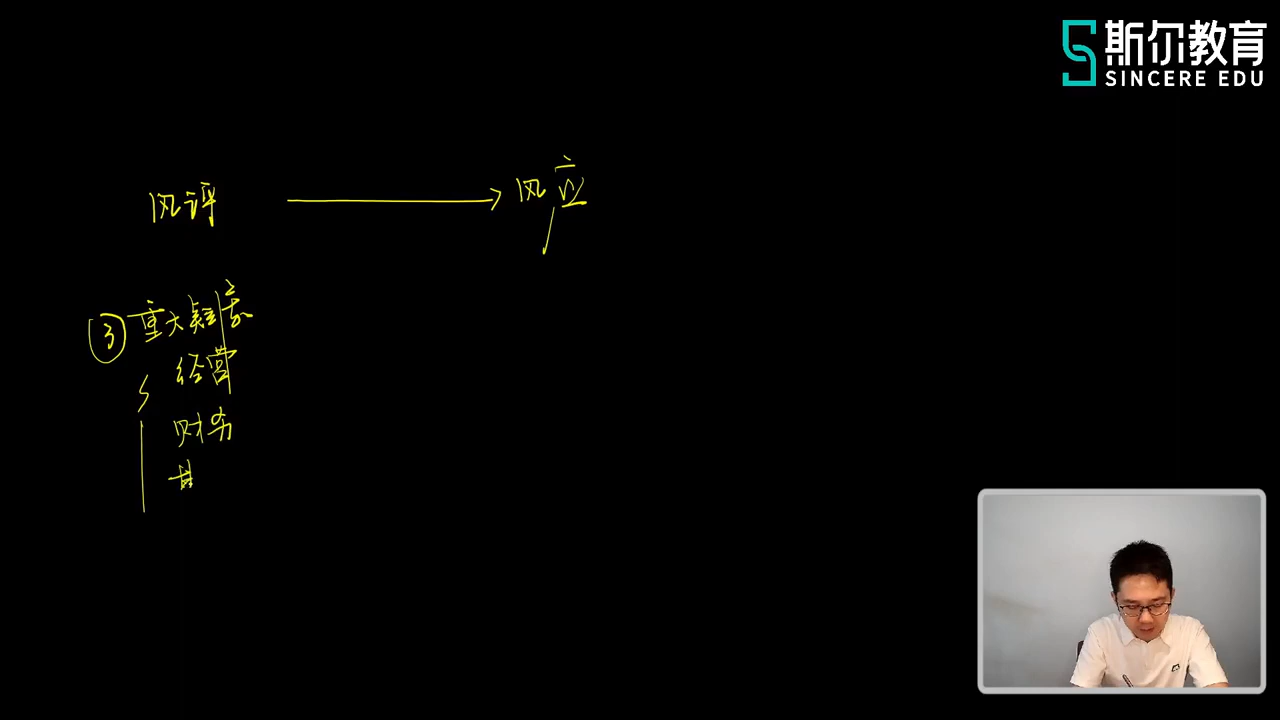 斯尔教育
SINCERE EDU
风评 → 风应
③ 重大疑虑
经营
财务
其